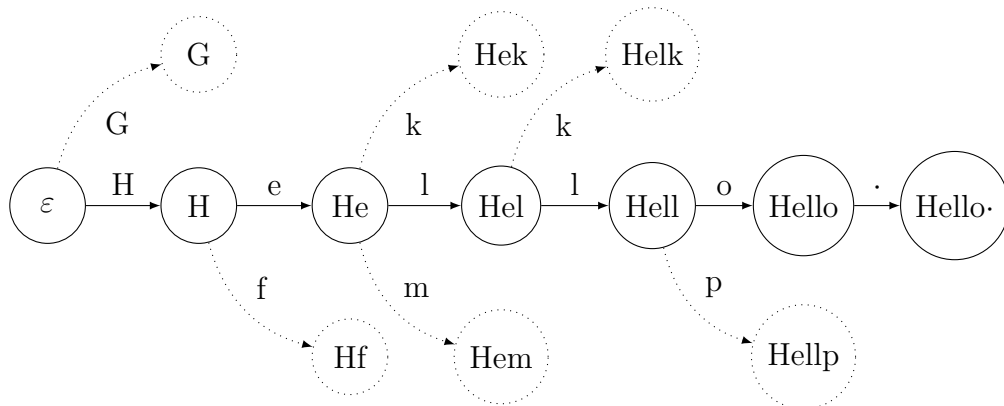 G Hek Helk
G k k
H e l l o ·
ε H He Hel Hell Hello Hello·
f m p
Hf Hem Hellp